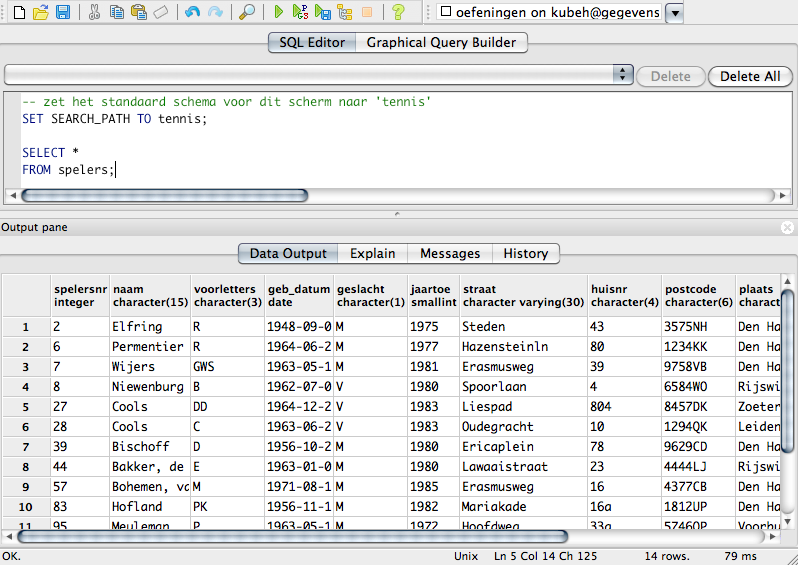 oefeningen on kubeh@gegevens
SQL Editor Graphical Query Builder
Delete Delete All
-- zet het standaard schema voor dit scherm naar 'tennis'
SET SEARCH_PATH TO tennis;
SELECT *
FROM spelers;
Output pane
Data Output Explain Messages History
spelersnr naam voorletters geb_datum geslacht jaartoe straat huisnr postcode plaats
integer character(15) character(3) date character(1) smallint character varying(30) character(4) character(6) charact
1 2 Elfring R 1948-09-0 M 1975 Steden 43 3575NH Den Ha
2 6 Permentier R 1964-06-2 M 1977 Hazensteinln 80 1234KK Den Ha
3 7 Wijers GWS 1963-05-1 M 1981 Erasmusweg 39 9758VB Den Ha
4 8 Niewenburg B 1962-07-0 V 1980 Spoorlaan 4 6584WO Rijswi
5 27 Cools DD 1964-12-2 V 1983 Liespad 804 8457DK Zoeter
6 28 Cools C 1963-06-2 V 1983 Oudegracht 10 1294QK Leiden
7 39 Bischoff D 1956-10-2 M 1980 Ericaplein 78 9629CD Den Ha
8 44 Bakker, de E 1963-01-0 M 1980 Lawaaistraat 23 4444LJ Rijswi
9 57 Bohemen, va M 1971-08-1 M 1985 Erasmusweg 16 4377CB Den Ha
10 83 Hofland PK 1956-11-1 M 1982 Mariakade 16a 1812UP Den Ha
11 95 Meuleman P 1963-05-1 M 1972 Hoofdweg 33a 5746OP Voorbu
OK. Unix Ln 5 Col 14 Ch 125 14 rows. 79 ms